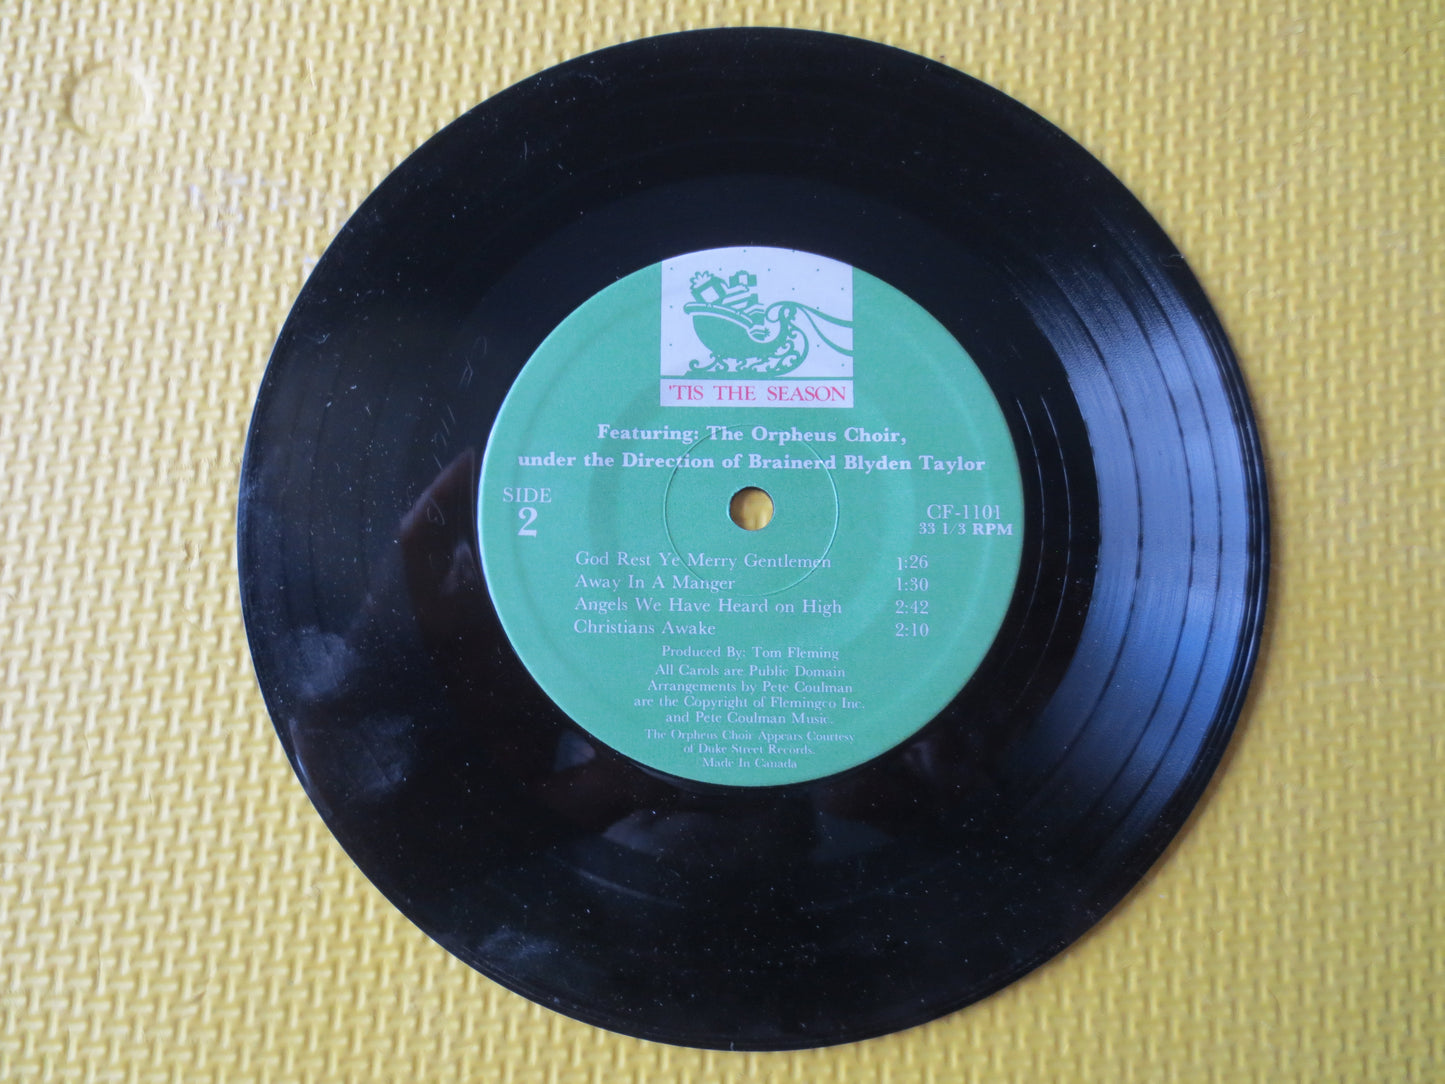 'TIS THE SEASON
Featuring: The Orpheus Choir,
under the Direction of Brainerd Blyden Taylor
SIDE
2
CF-1101
33 1/3 RPM
God Rest Ye Merry Gentlemen 1:26
Away In A Manger 1:30
Angels We Have Heard on High 2:42
Christians Awake 2:10
Produced By: Tom Fleming
All Carols are Public Domain
Arrangements by Pete Coulman
are the Copyright of Flemingco Inc.
and Pete Coulman Music.
The Orpheus Choir Appears Courtesy
of Duke Street Records.
Made In Canada